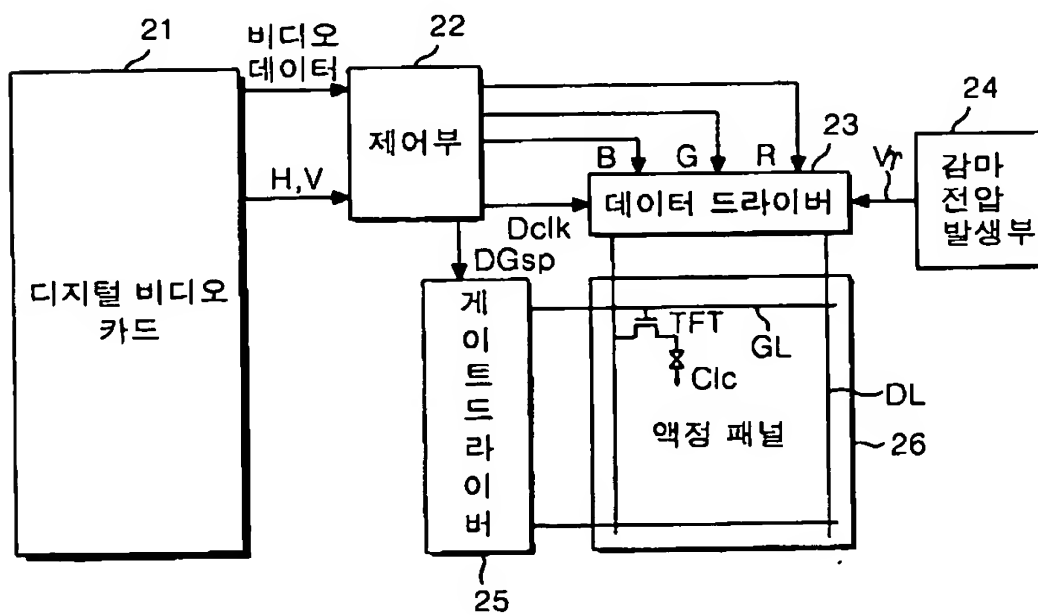 21
비디오
데이터
22
제어부
H,V
디지털 비디오
카드
B
G
R
23
데이터 드라이버
Dclk
DGsp
Vr
24
감마
전압
발생부
게
이
트
드
라
이
버
25
TFT
GL
Clc
DL
액정 패널
26